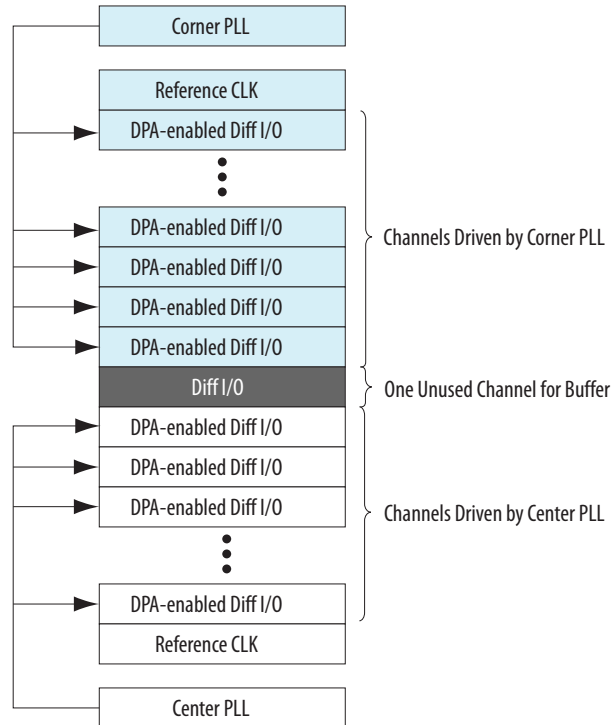 Corner PLL
Reference CLK
DPA-enabled Diff I/O
DPA-enabled Diff I/O
DPA-enabled Diff I/O
DPA-enabled Diff I/O
DPA-enabled Diff I/O
Channels Driven by Corner PLL
Diff I/O
One Unused Channel for Buffer
DPA-enabled Diff I/O
DPA-enabled Diff I/O
DPA-enabled Diff I/O
Channels Driven by Center PLL
DPA-enabled Diff I/O
Reference CLK
Center PLL